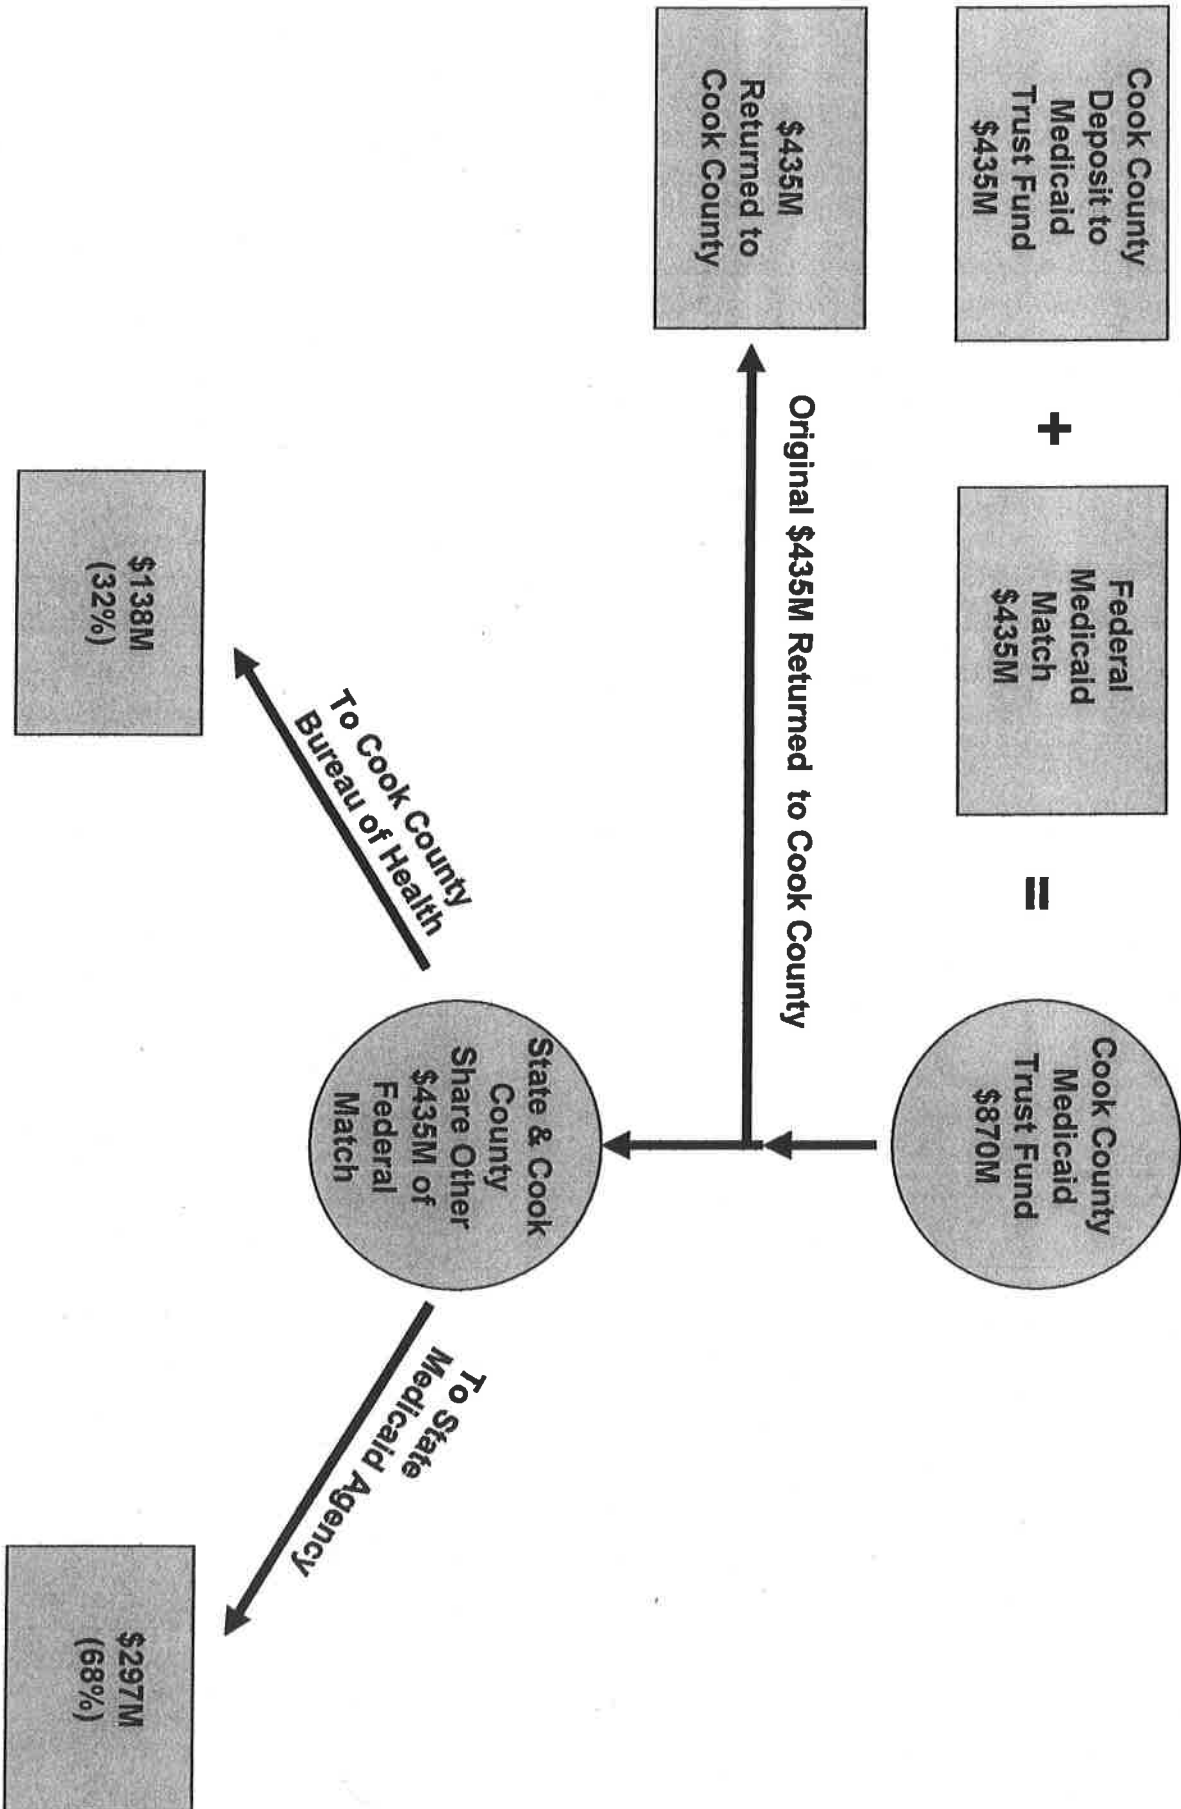 Cook County
Deposit to
Medicaid
Trust Fund
$435M
+
Federal
Medicaid
Match
$435M
=
Cook County
Medicaid
Trust Fund
$870M
Original $435M Returned to Cook County
$435M
Returned to
Cook County
State & Cook
County
Share Other
$435M of
Federal
Match
To Cook County
Bureau of Health
To State
Medicaid Agency
$138M
(32%)
$297M
(68%)